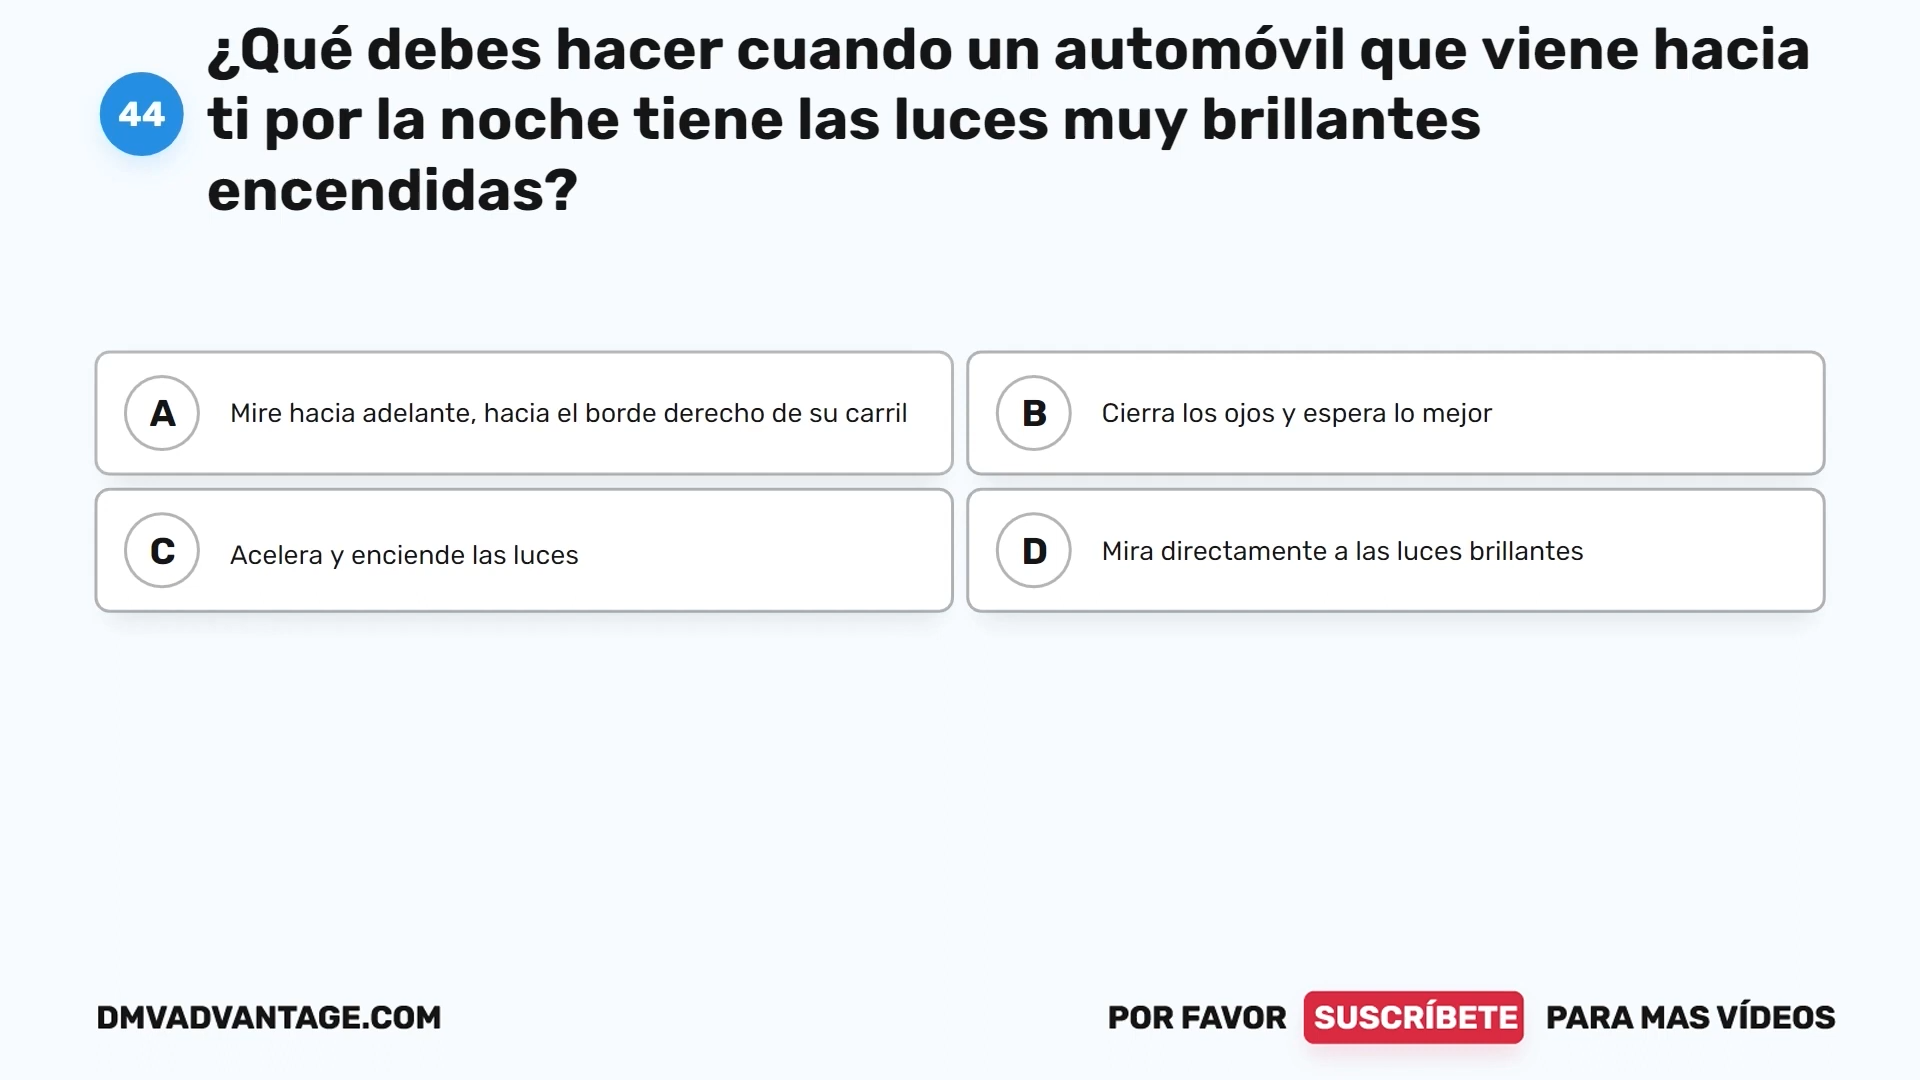 44
¿Qué debes hacer cuando un automóvil que viene hacia
ti por la noche tiene las luces muy brillantes
encendidas?
A Mire hacia adelante, hacia el borde derecho de su carril
B Cierra los ojos y espera lo mejor
C Acelera y enciende las luces
D Mira directamente a las luces brillantes
DMVADVANTAGE.COM
POR FAVOR SUSCRÍBETE PARA MAS VÍDEOS